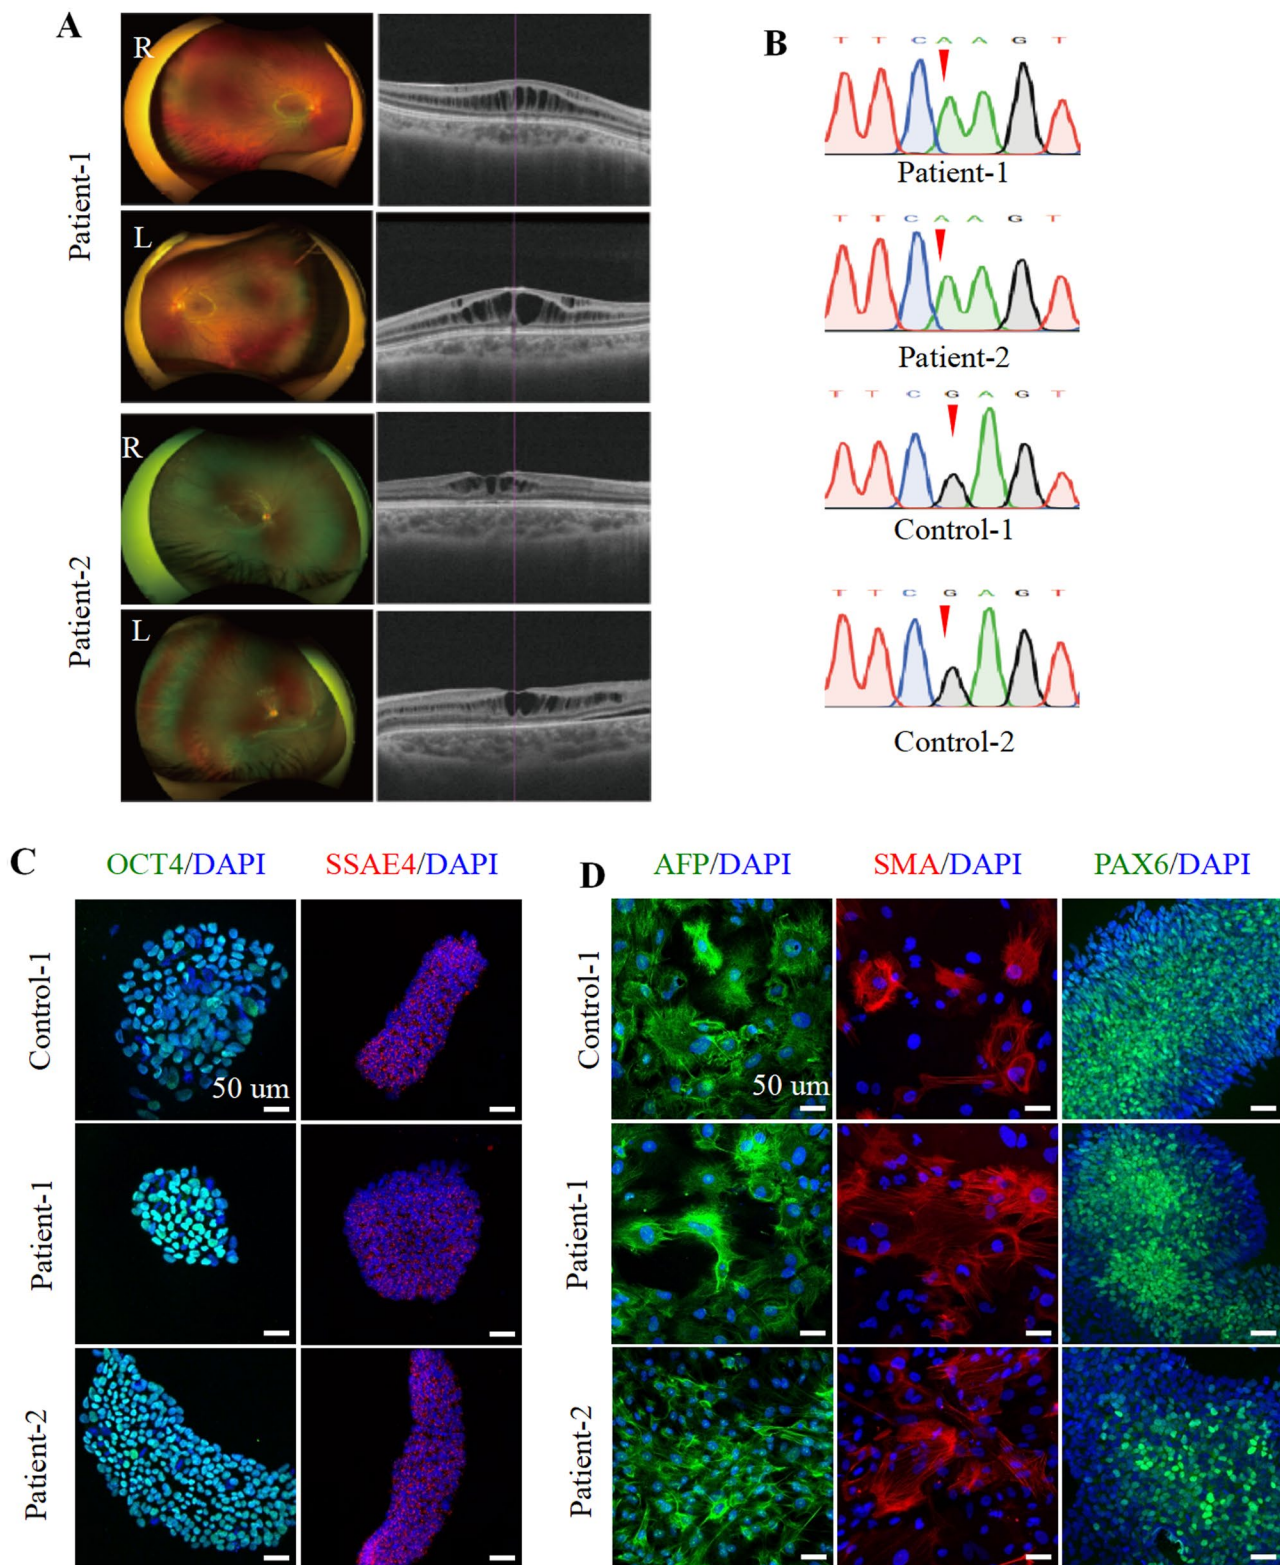 A
R
Patient-1
L
R
Patient-2
L
B
T T C A A G T
Patient-1
T T C A A G T
Patient-2
T T C G A G T
Control-1
T T C G A G T
Control-2
C
OCT4/DAPI SSAE4/DAPI
Control-1
50 um
Patient-1
Patient-2
D
AFP/DAPI SMA/DAPI PAX6/DAPI
Control-1
50 um
Patient-1
Patient-2